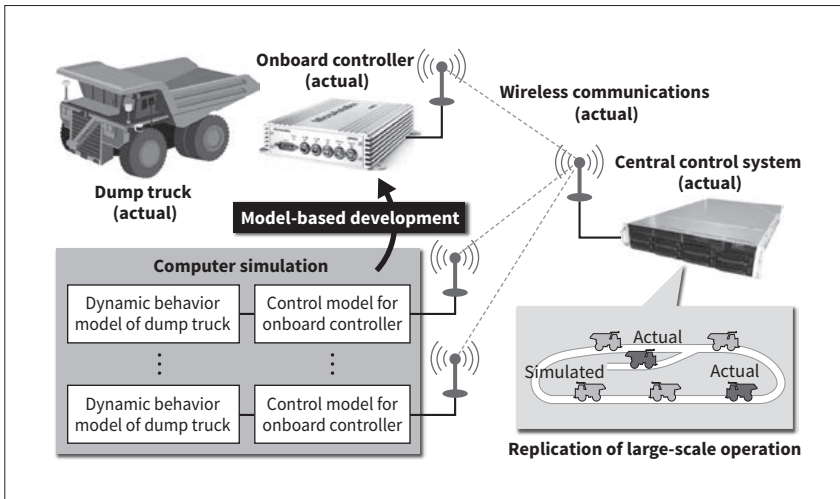 Onboard controller
(actual)
Wireless communications
(actual)
Central control system
(actual)
Dump truck
(actual)
Model-based development
Computer simulation
Dynamic behavior
model of dump truck
Control model for
onboard controller
Dynamic behavior
model of dump truck
Control model for
onboard controller
Actual
Simulated
Actual
Replication of large-scale operation